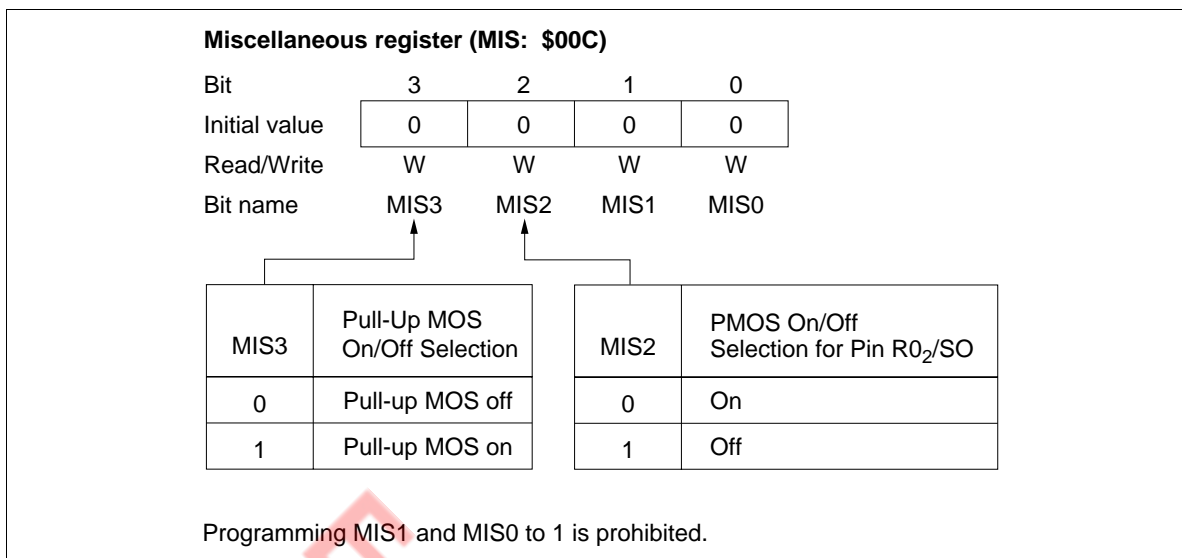 Miscellaneous register (MIS: $00C)
Bit 3 2 1 0
Initial value 0 0 0 0
Read/Write W W W W
Bit name MIS3 MIS2 MIS1 MIS0
MIS3 Pull-Up MOS On/Off Selection
0 Pull-up MOS off
1 Pull-up MOS on
MIS2 PMOS On/Off Selection for Pin R0₂/SO
0 On
1 Off
Programming MIS1 and MIS0 to 1 is prohibited.